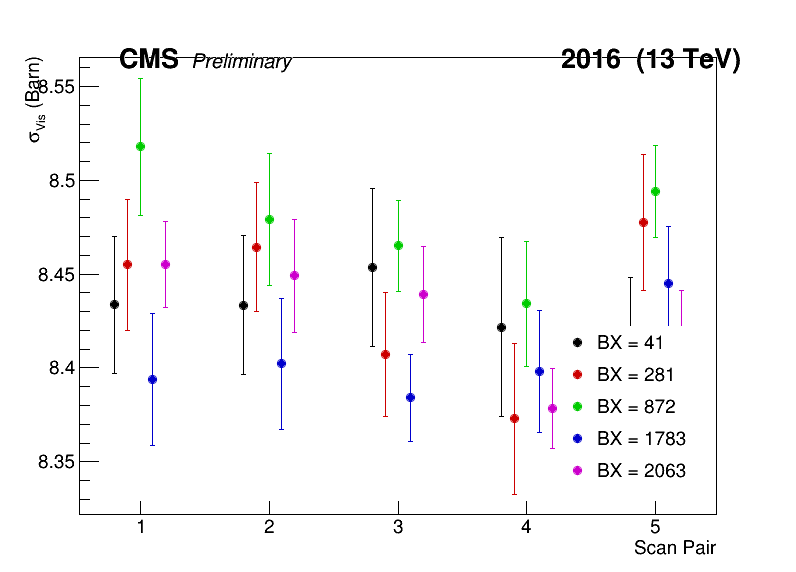 CMS Preliminary 2016 (13 TeV)
σVis (Barn)
8.55
8.5
8.45
8.4
8.35
BX = 41
BX = 281
BX = 872
BX = 1783
BX = 2063
1 2 3 4 5
Scan Pair